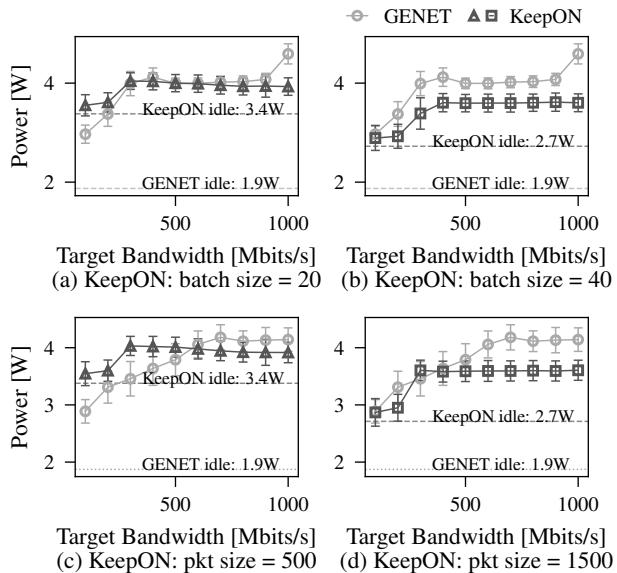 GENET KeepON
Power [W]
4
2
KeepON idle: 3.4W
GENET idle: 1.9W
500 1000
Target Bandwidth [Mbits/s]
(a) KeepON: batch size = 20
4
2
KeepON idle: 2.7W
GENET idle: 1.9W
500 1000
Target Bandwidth [Mbits/s]
(b) KeepON: batch size = 40
Power [W]
4
3
2
KeepON idle: 3.4W
GENET idle: 1.9W
500 1000
Target Bandwidth [Mbits/s]
(c) KeepON: pkt size = 500
4
3
2
KeepON idle: 2.7W
GENET idle: 1.9W
500 1000
Target Bandwidth [Mbits/s]
(d) KeepON: pkt size = 1500